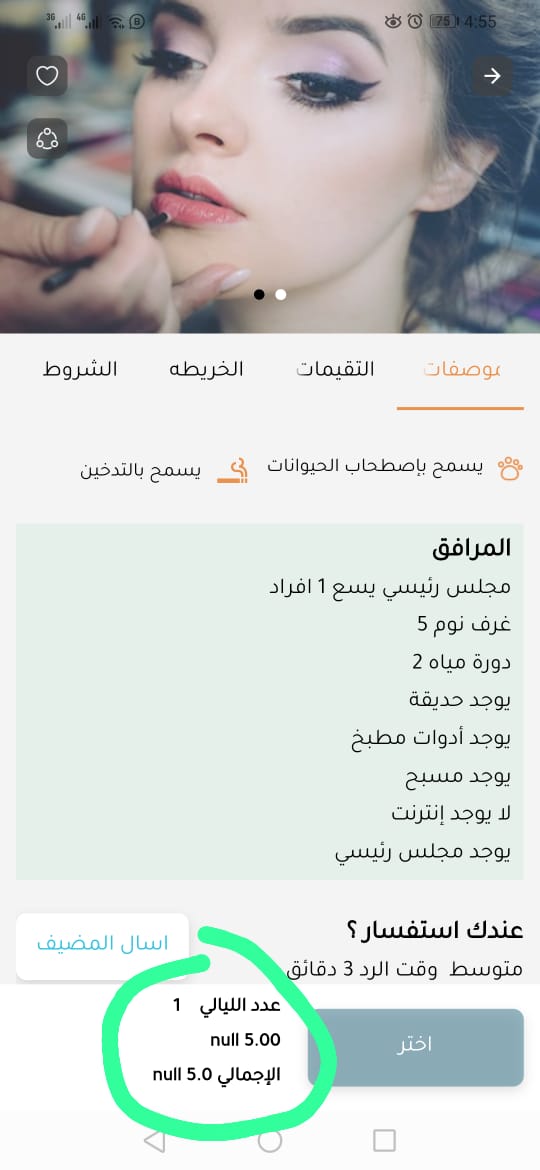 3G 4G B 75 4:55
موصفات التقيمات الخريطه الشروط
يسمح بإصطحاب الحيوانات يسمح بالتدخين
المرافق
مجلس رئيسي يسع 1 افراد
غرف نوم 5
دورة مياه 2
يوجد حديقة
يوجد أدوات مطبخ
يوجد مسبح
لا يوجد إنترنت
يوجد مجلس رئيسي
عندك استفسار ؟
اسال المضيف
متوسط وقت الرد 3 دقائق
عدد الليالي 1
null 5.00
الإجمالي null 5.0
اختر